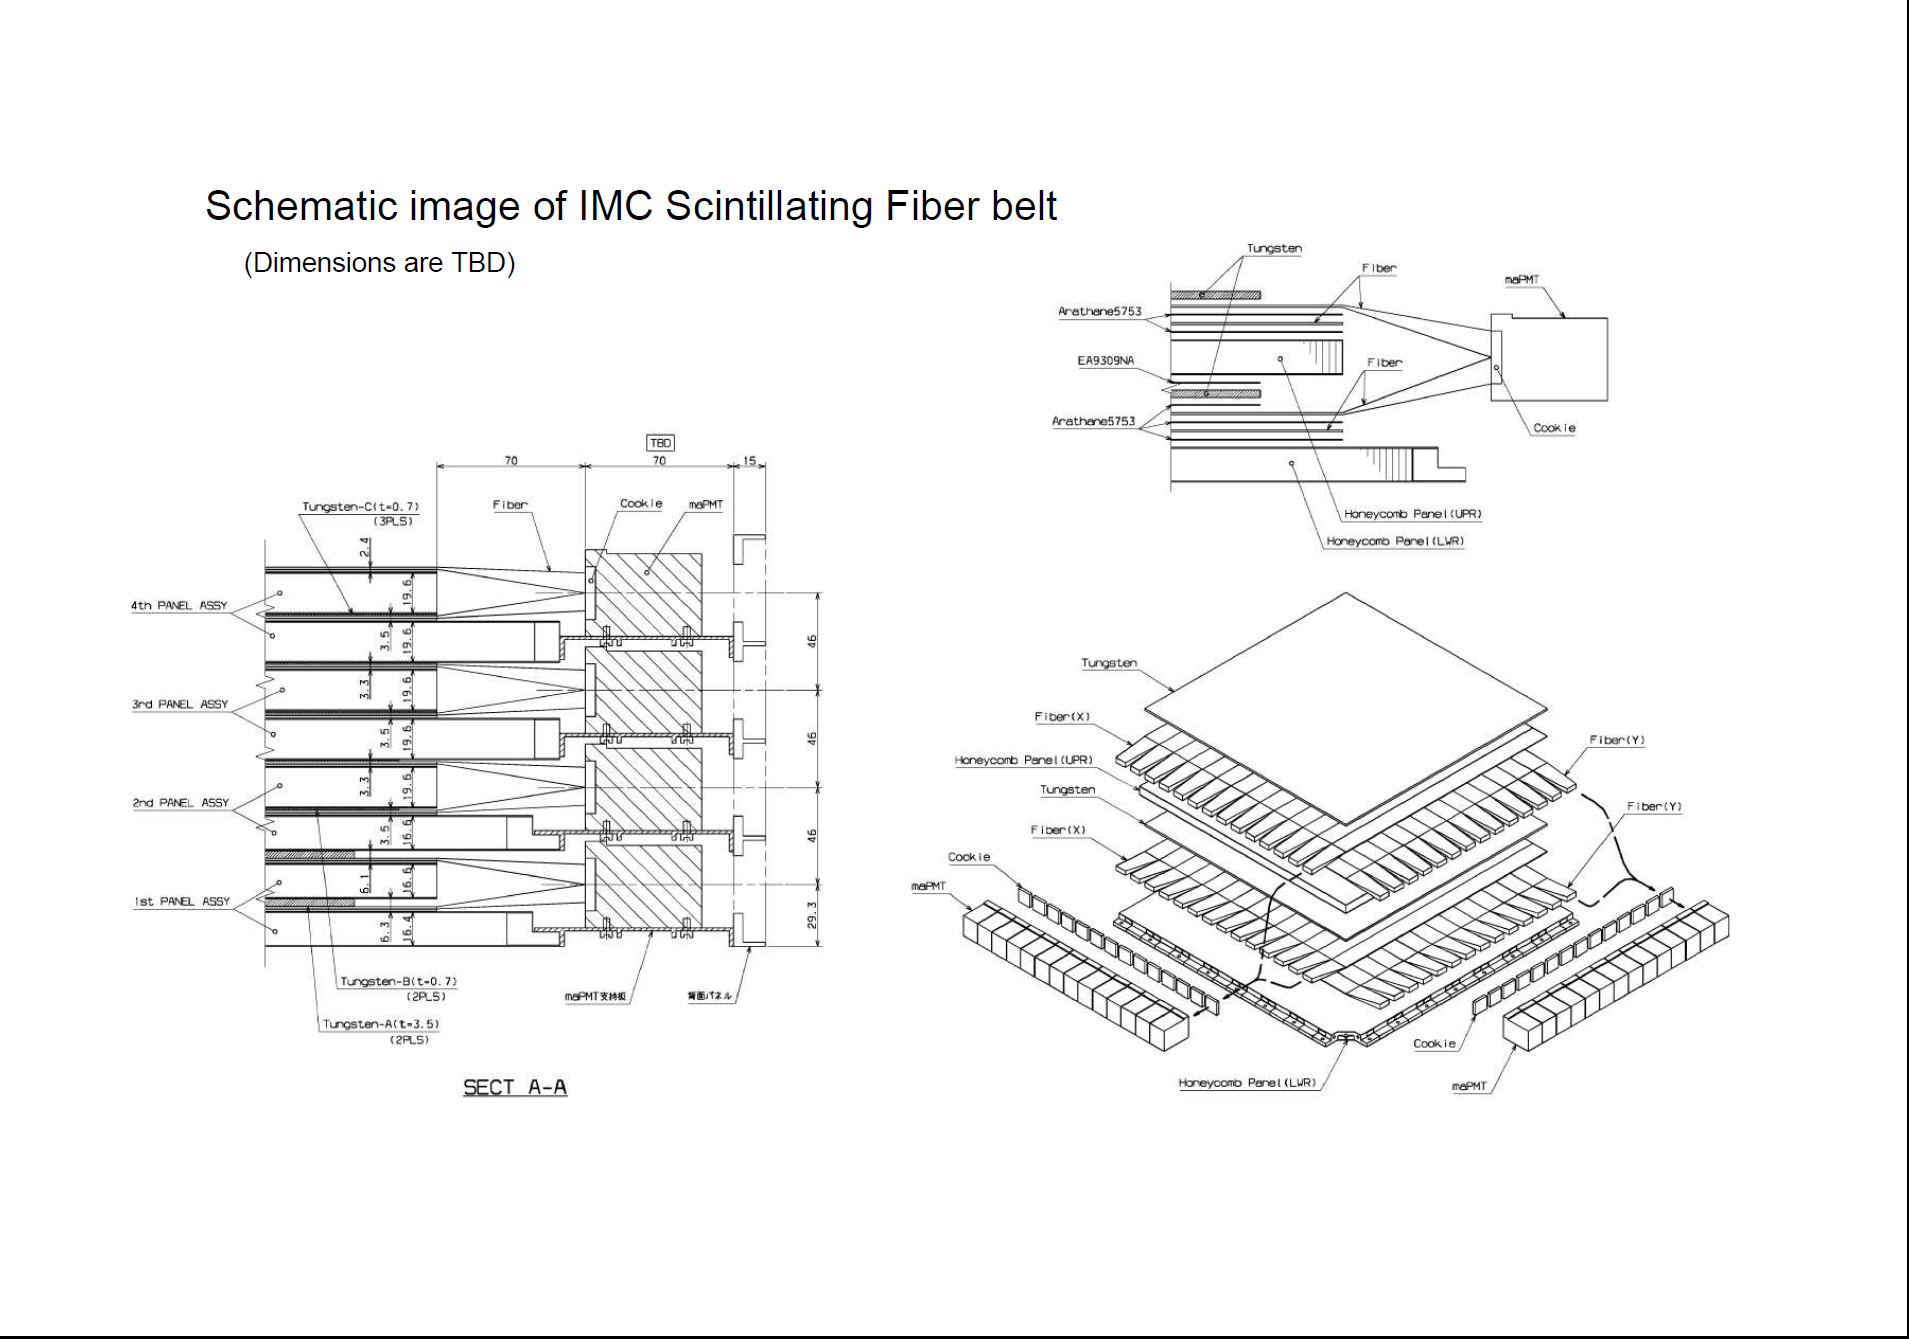 Schematic image of IMC Scintillating Fiber belt
(Dimensions are TBD)
Tungsten
Fiber
maPMT
Arathane5753
EA9309NA
Fiber
Arathane5753
Cookie
Honeycomb Panel(UPR)
Honeycomb Panel(LWR)
TBD
70
70
15
Tungsten-C(t=0.7)
(3PLS)
Fiber
Cookie
maPMT
2.4
19.6
4th PANEL ASSY
3.5
19.6
46
3.3
19.6
3rd PANEL ASSY
3.5
19.6
46
3.3
19.6
2nd PANEL ASSY
3.5
16.6
46
6.1
16.6
1st PANEL ASSY
6.3
16.4
29.3
Tungsten-B(t=0.7)
(2PLS)
maPMT支持板
背面パネル
Tungsten-A(t=3.5)
(2PLS)
SECT A-A
Tungsten
Fiber(X)
Fiber(Y)
Honeycomb Panel(UPR)
Tungsten
Fiber(Y)
Fiber(X)
Cookie
maPMT
Cookie
Honeycomb Panel(LWR)
maPMT